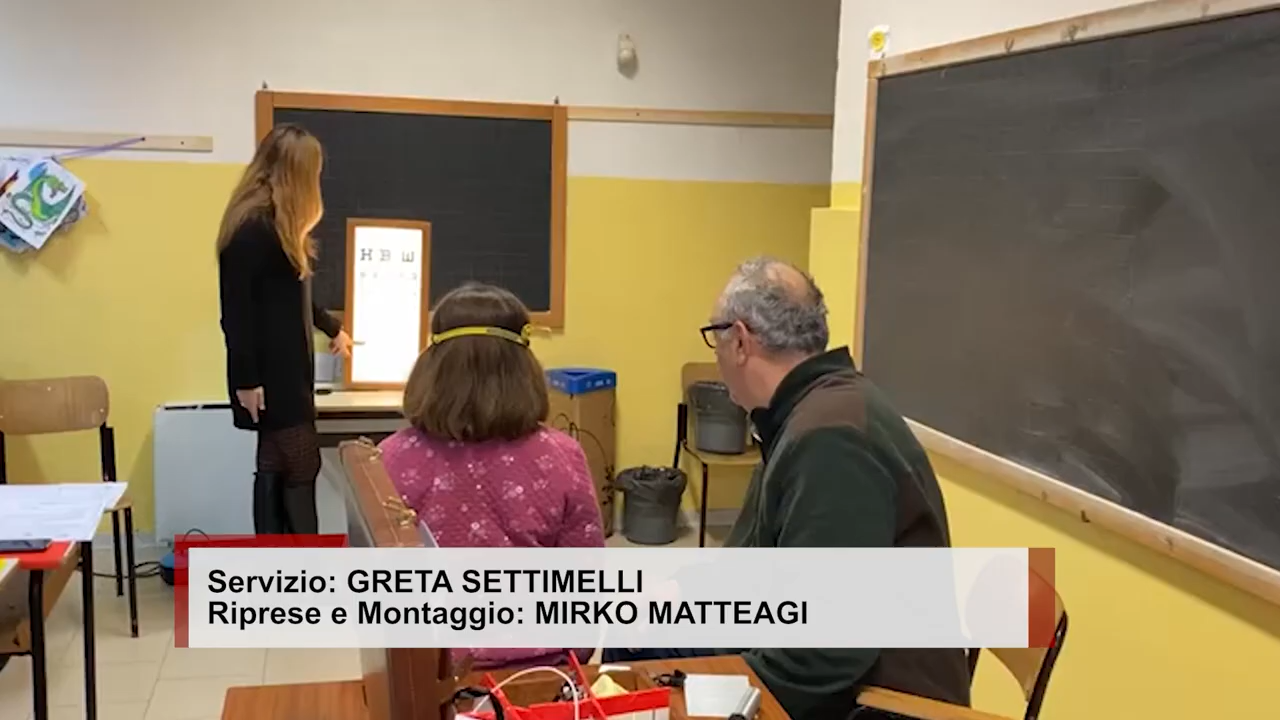 H B W
Servizio: GRETA SETTIMELLI
Riprese e Montaggio: MIRKO MATTEAGI